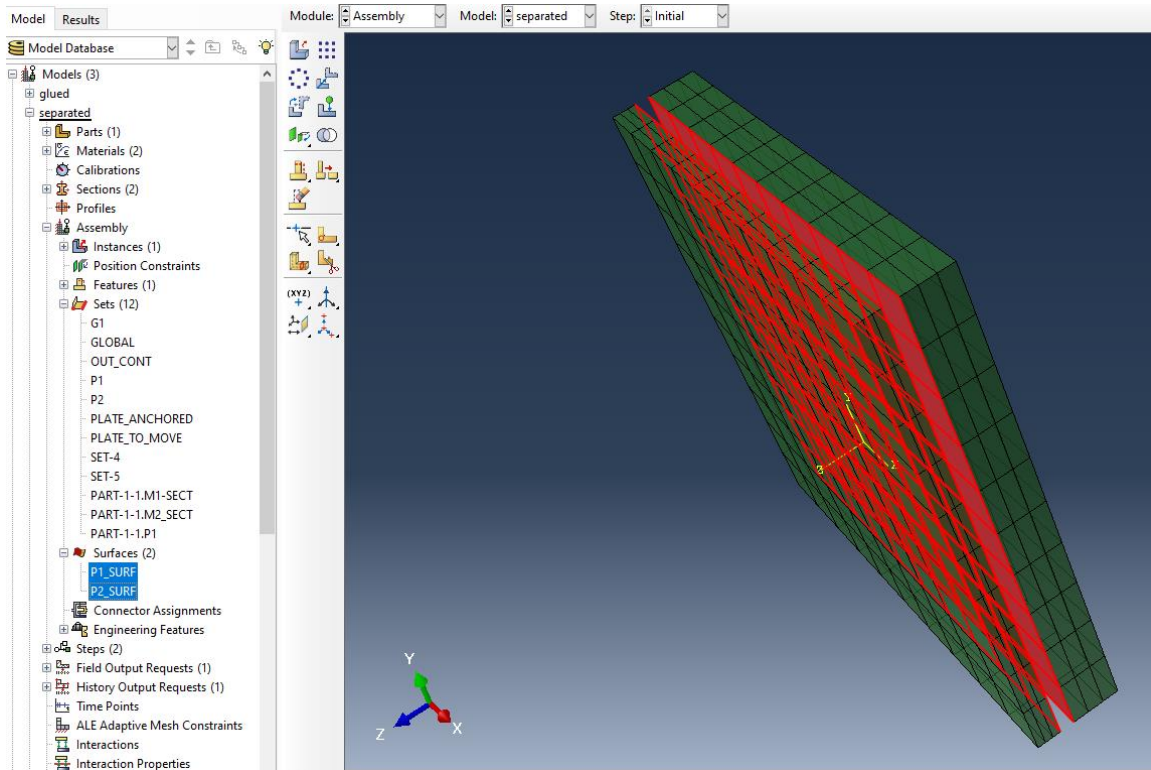 Model Results
Module: Assembly Model: separated Step: Initial
Model Database
Models (3)
glued
separated
Parts (1)
Materials (2)
Calibrations
Sections (2)
Profiles
Assembly
Instances (1)
Position Constraints
Features (1)
Sets (12)
G1
GLOBAL
OUT_CONT
P1
P2
PLATE_ANCHORED
PLATE_TO_MOVE
SET-4
SET-5
PART-1-1.M1-SECT
PART-1-1.M2_SECT
PART-1-1.P1
Surfaces (2)
P1_SURF
P2_SURF
Connector Assignments
Engineering Features
Steps (2)
Field Output Requests (1)
History Output Requests (1)
Time Points
ALE Adaptive Mesh Constraints
Interactions
Interaction Properties
(XYZ)
Y
Z
X